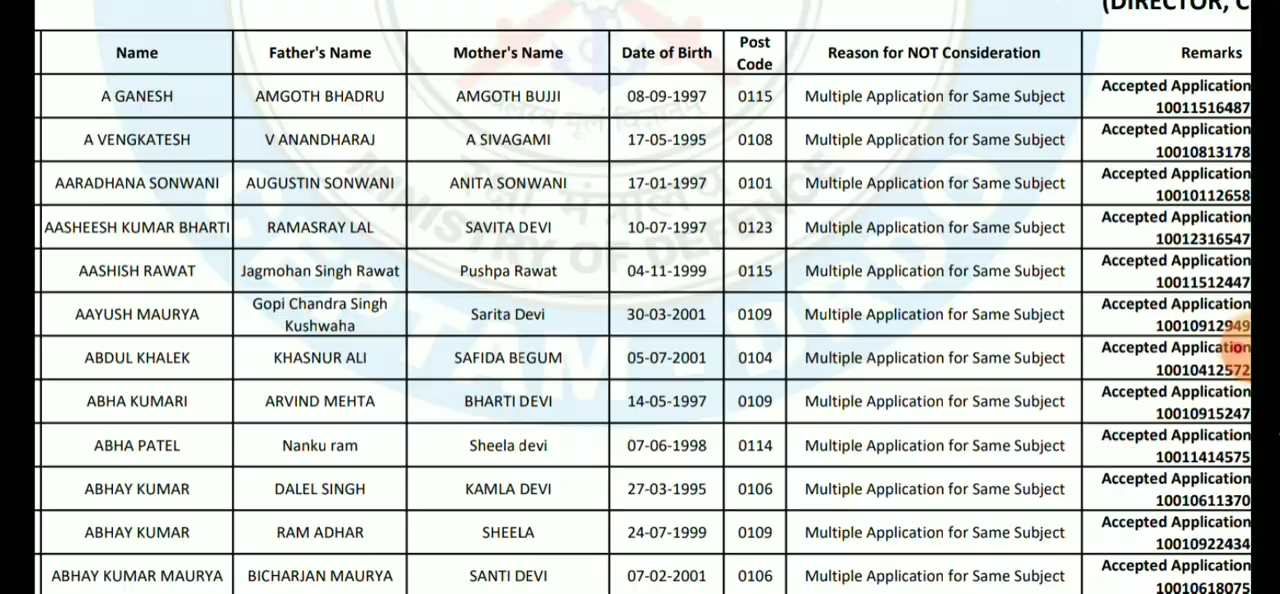 (DIRECTOR, C
Name Father's Name Mother's Name Date of Birth Post Code Reason for NOT Consideration Remarks
A GANESH AMGOTH BHADRU AMGOTH BUJJI 08-09-1997 0115 Multiple Application for Same Subject Accepted Application 10011516487
A VENGKATESH V ANANDHARAJ A SIVAGAMI 17-05-1995 0108 Multiple Application for Same Subject Accepted Application 10010813178
AARADHANA SONWANI AUGUSTIN SONWANI ANITA SONWANI 17-01-1997 0101 Multiple Application for Same Subject Accepted Application 10010112658
AASHEESH KUMAR BHARTI RAMASRAY LAL SAVITA DEVI 10-07-1997 0123 Multiple Application for Same Subject Accepted Application 10012316547
AASHISH RAWAT Jagmohan Singh Rawat Pushpa Rawat 04-11-1999 0115 Multiple Application for Same Subject Accepted Application 10011512447
AAYUSH MAURYA Gopi Chandra Singh Kushwaha Sarita Devi 30-03-2001 0109 Multiple Application for Same Subject Accepted Application 10010912949
ABDUL KHALEK KHASNUR ALI SAFIDA BEGUM 05-07-2001 0104 Multiple Application for Same Subject Accepted Application 10010412572
ABHA KUMARI ARVIND MEHTA BHARTI DEVI 14-05-1997 0109 Multiple Application for Same Subject Accepted Application 10010915247
ABHA PATEL Nanku ram Sheela devi 07-06-1998 0114 Multiple Application for Same Subject Accepted Application 10011414575
ABHAY KUMAR DALEL SINGH KAMLA DEVI 27-03-1995 0106 Multiple Application for Same Subject Accepted Application 10010611370
ABHAY KUMAR RAM ADHAR SHEELA 24-07-1999 0109 Multiple Application for Same Subject Accepted Application 10010922434
ABHAY KUMAR MAURYA BICHARJAN MAURYA SANTI DEVI 07-02-2001 0106 Multiple Application for Same Subject Accepted Application 10010618075
रक्षा मंत्रालय
MINISTRY OF DEFENCE